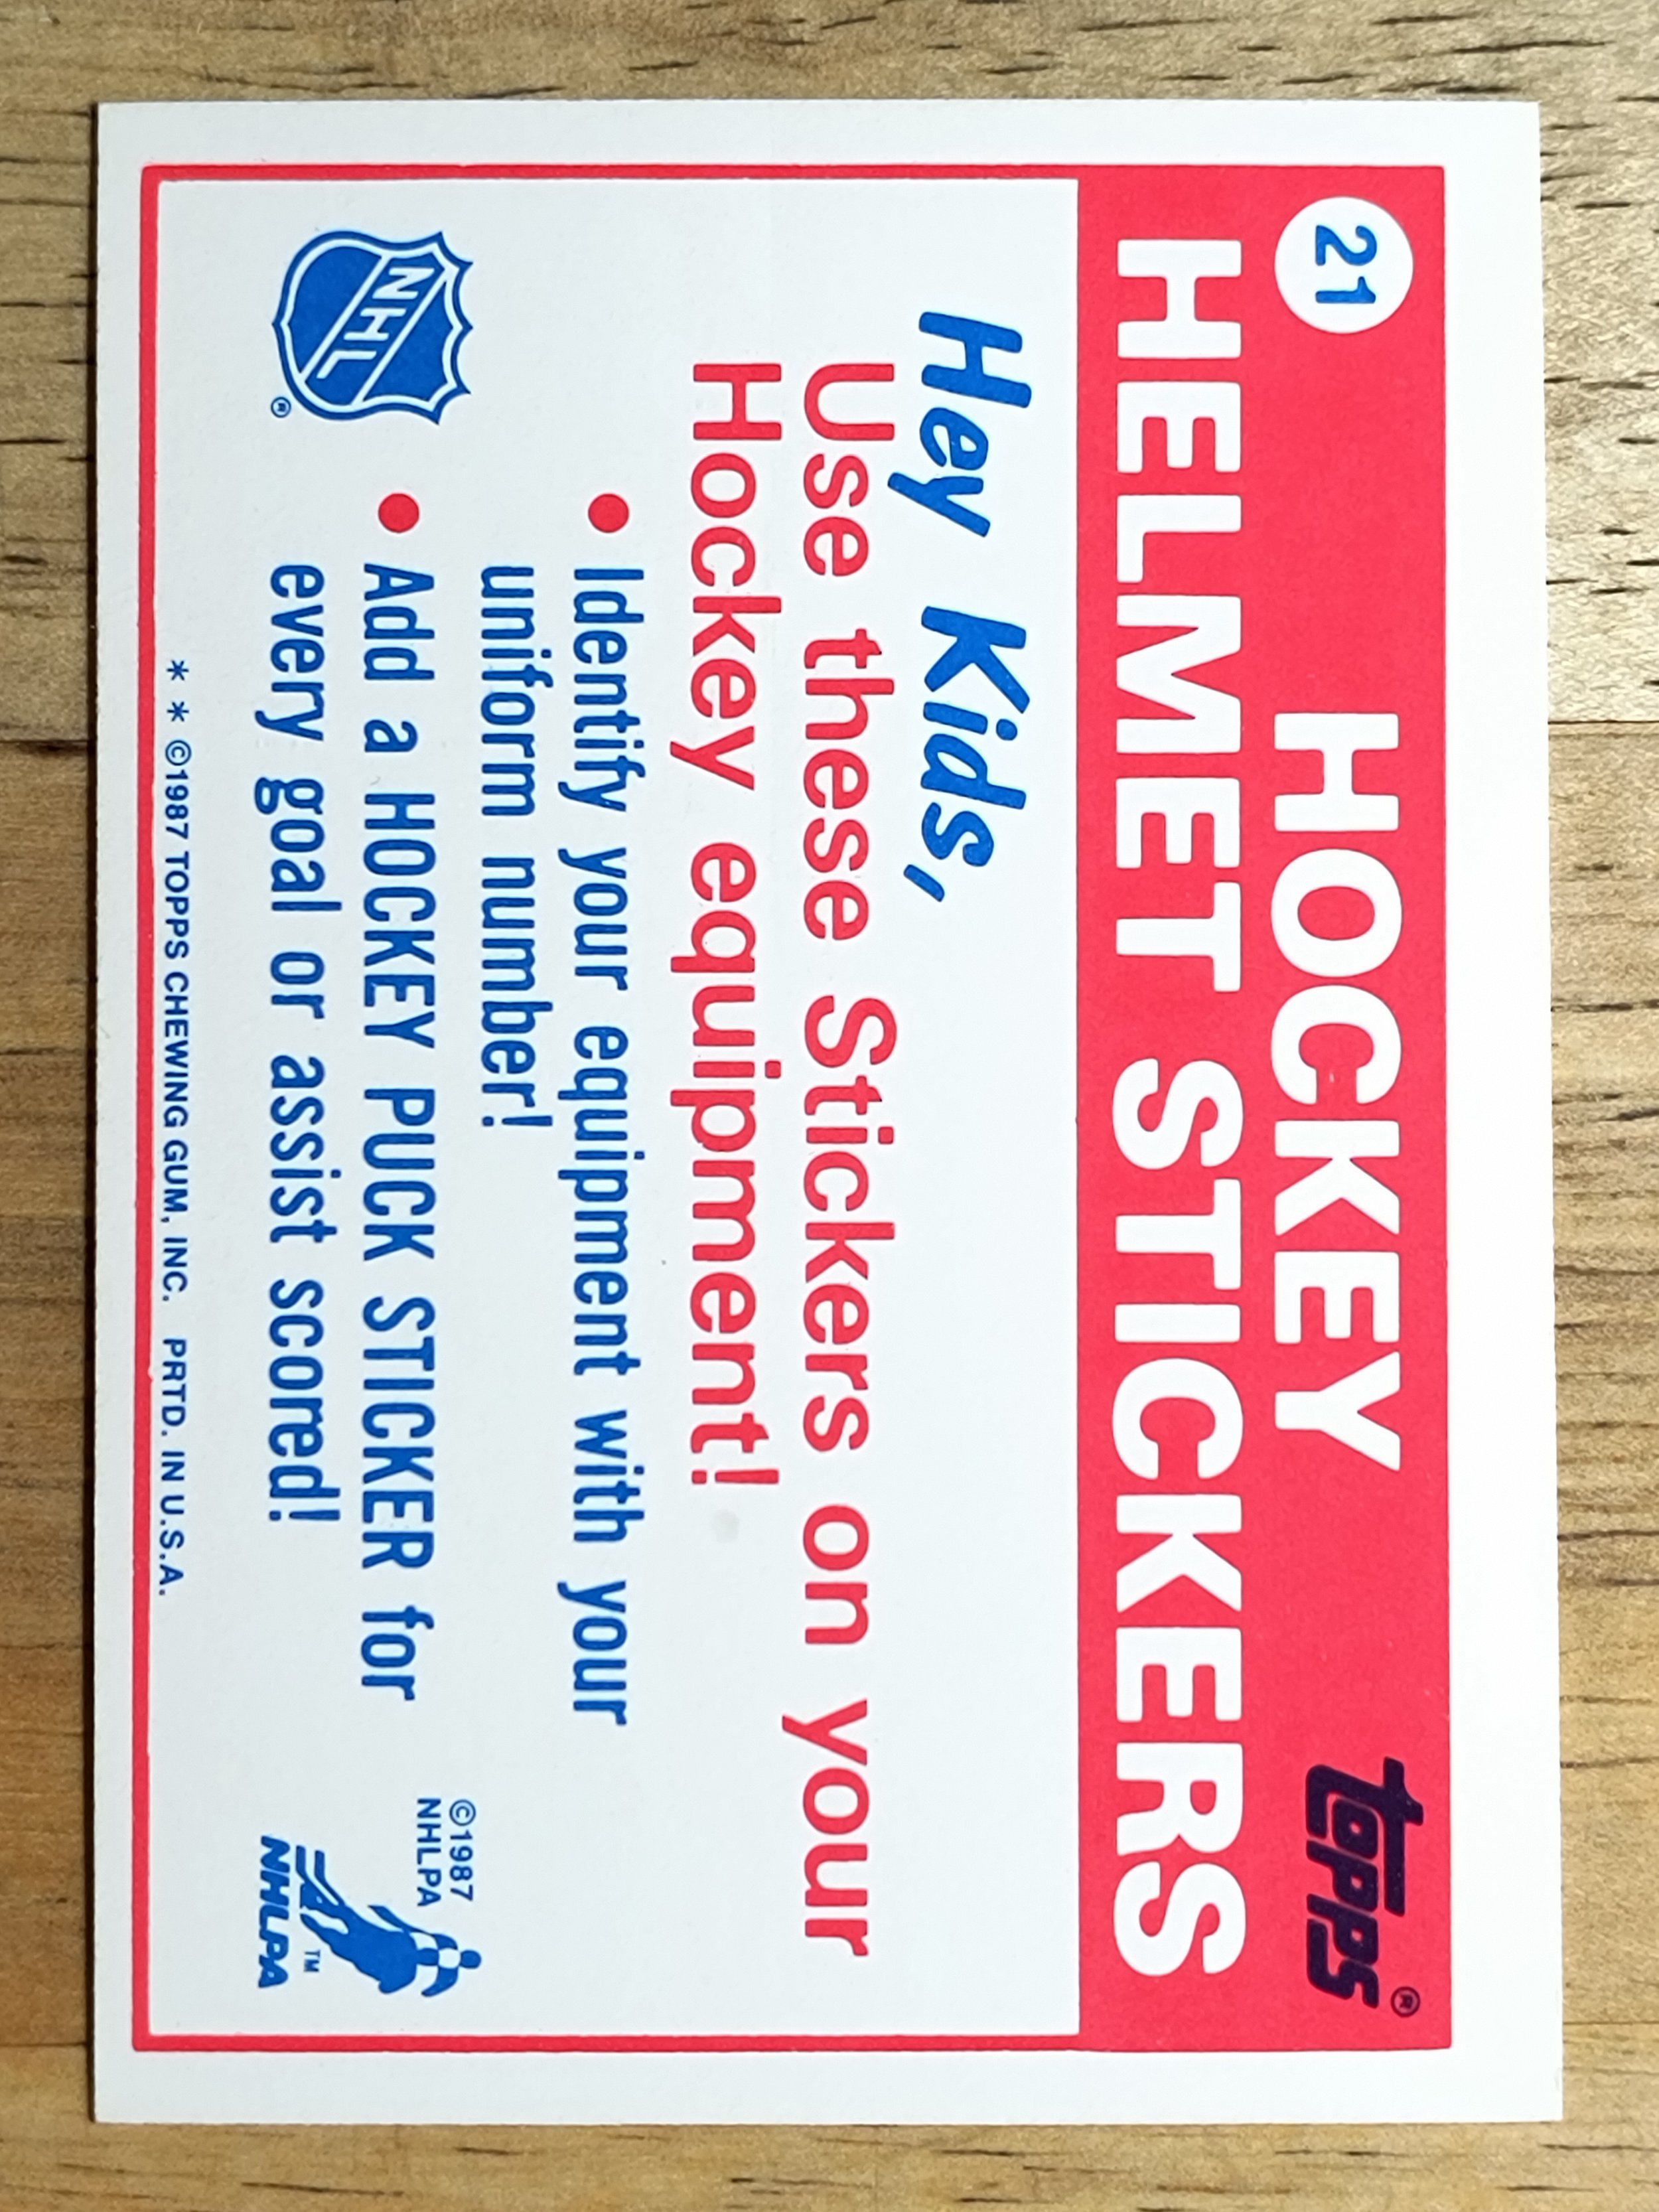 21
topps®
HOCKEY
HELMET STICKERS
Hey Kids,
Use these Stickers on your
Hockey equipment!
• Identify your equipment with your
uniform number!
• Add a HOCKEY PUCK STICKER for
every goal or assist scored!
NHL®
©1987
NHLPA
NHLPA™
* * ©1987 TOPPS CHEWING GUM, INC. PRTD. IN U.S.A.